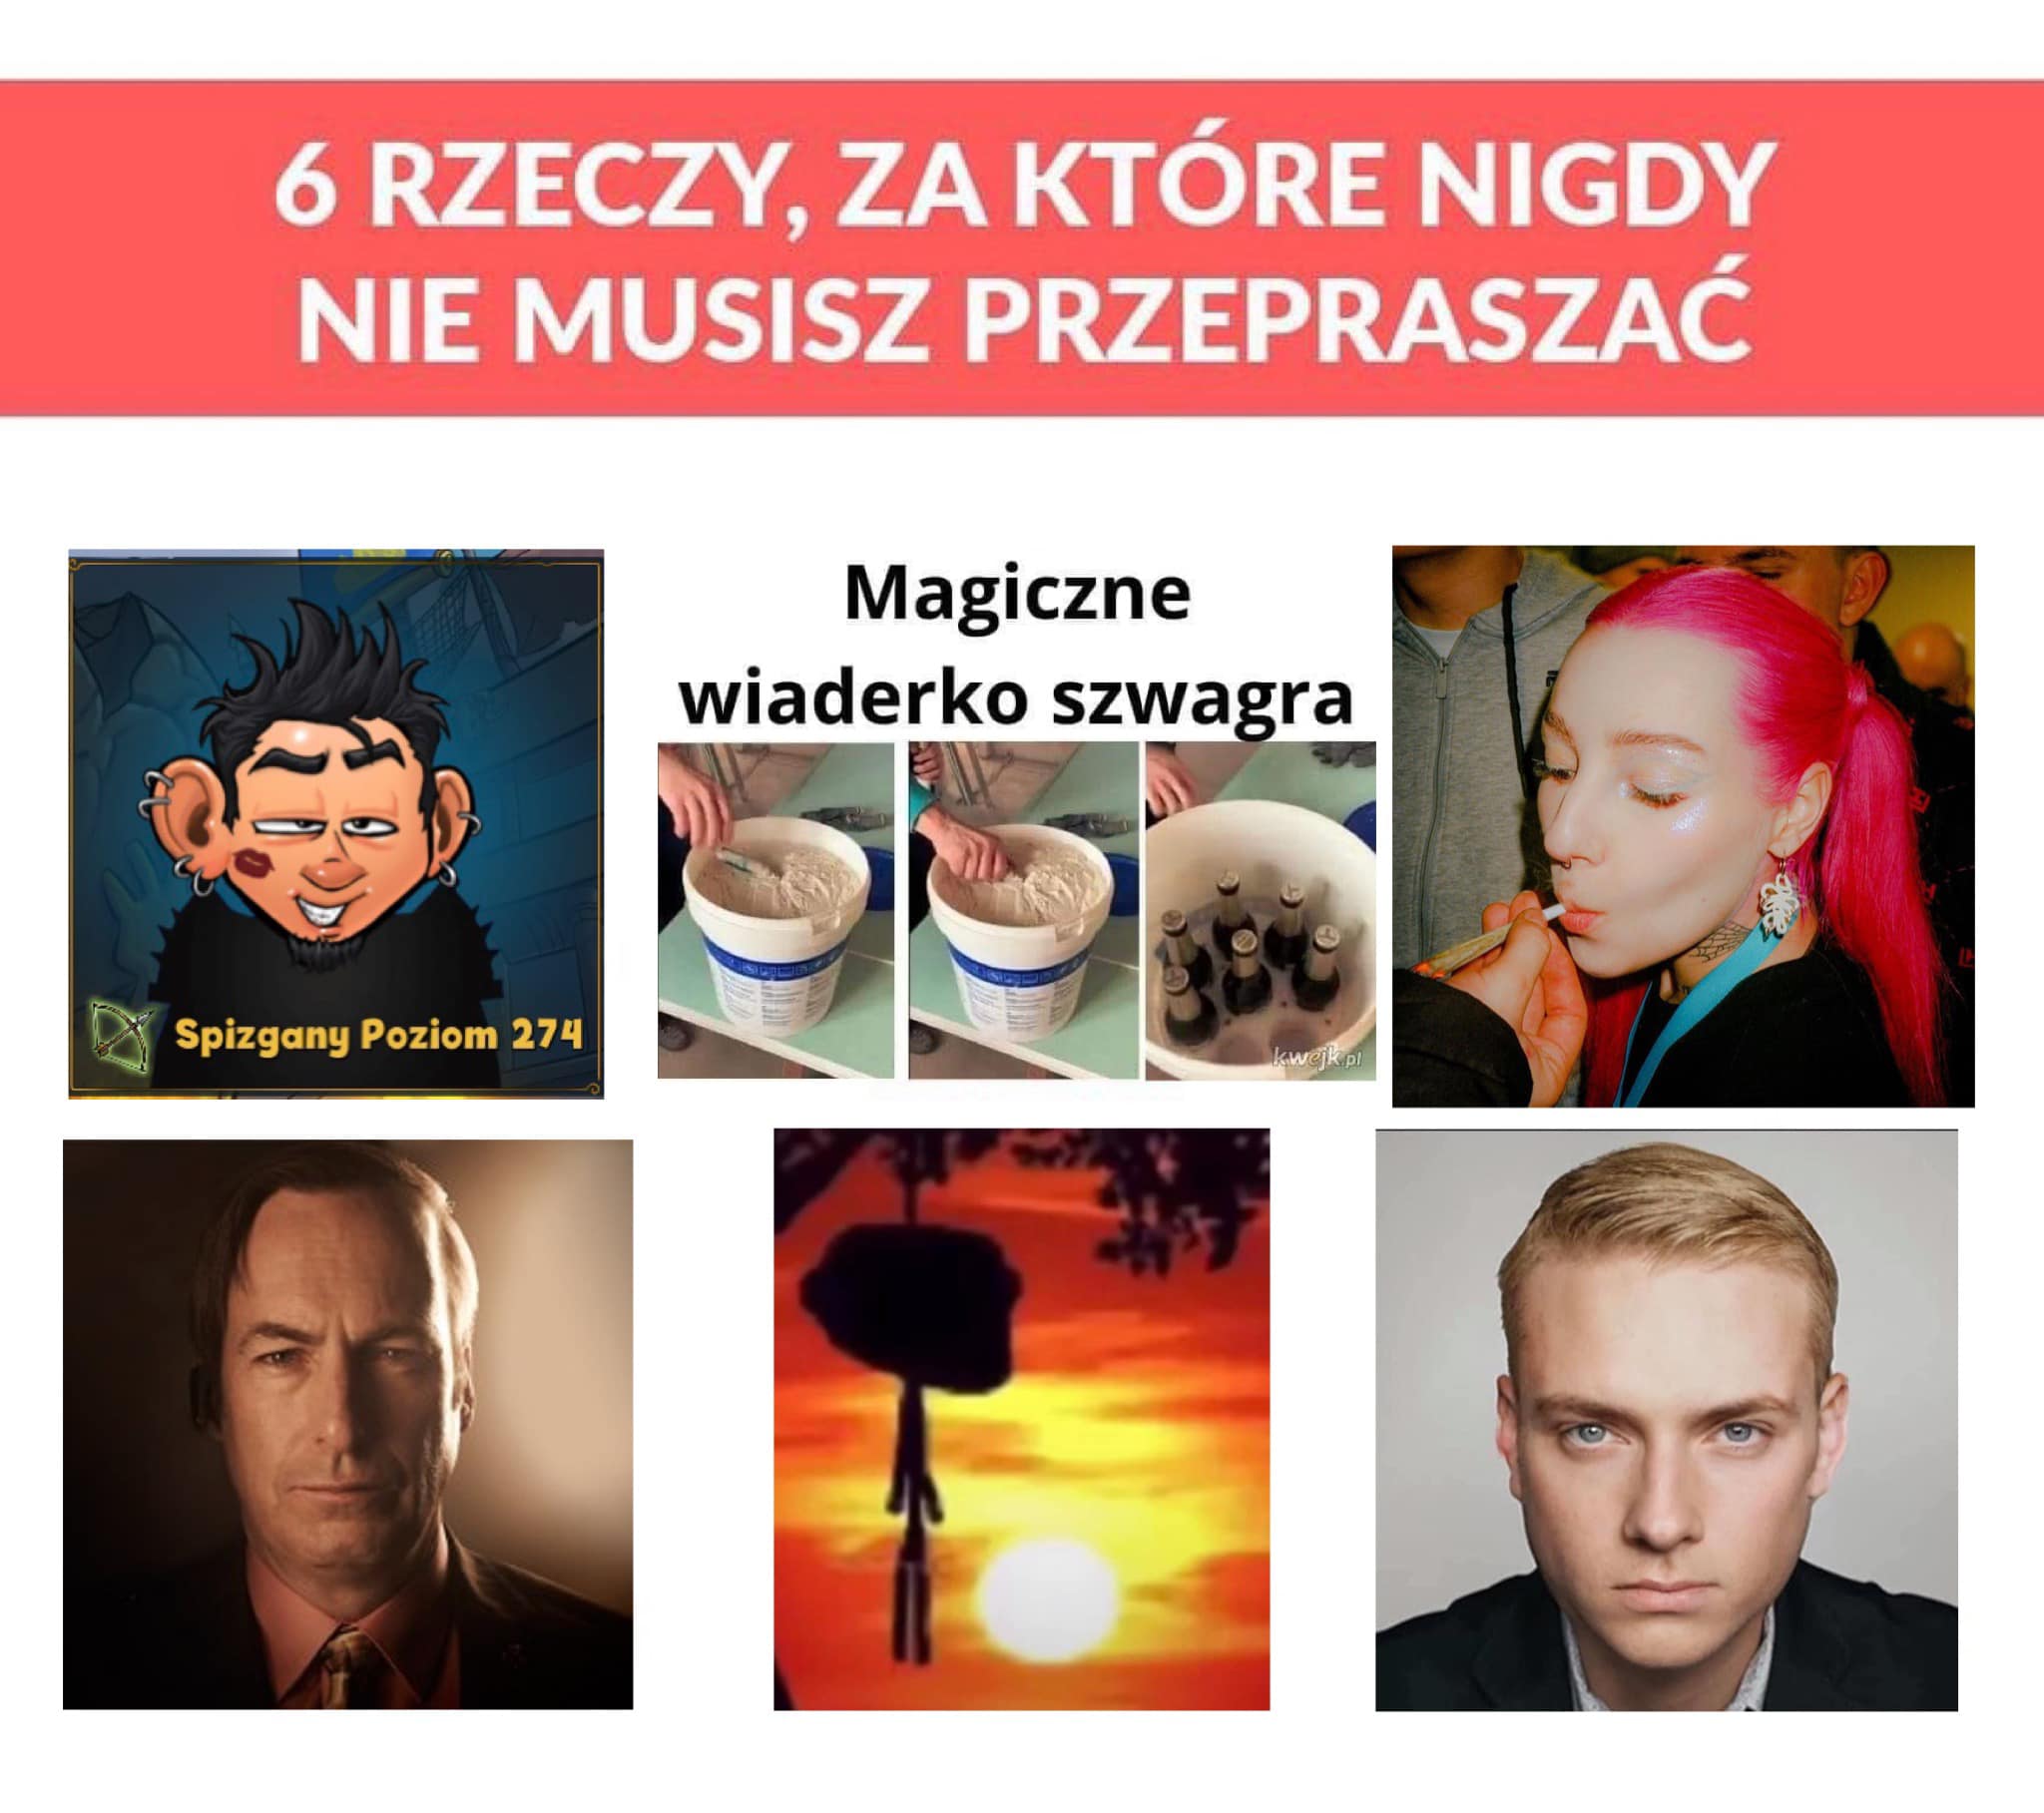 6 RZECZY, ZA KTÓRE NIGDY
NIE MUSISZ PRZEPRASZAĆ
Magiczne
wiaderko szwagra
Spizgany Poziom 274
kwejk.pl